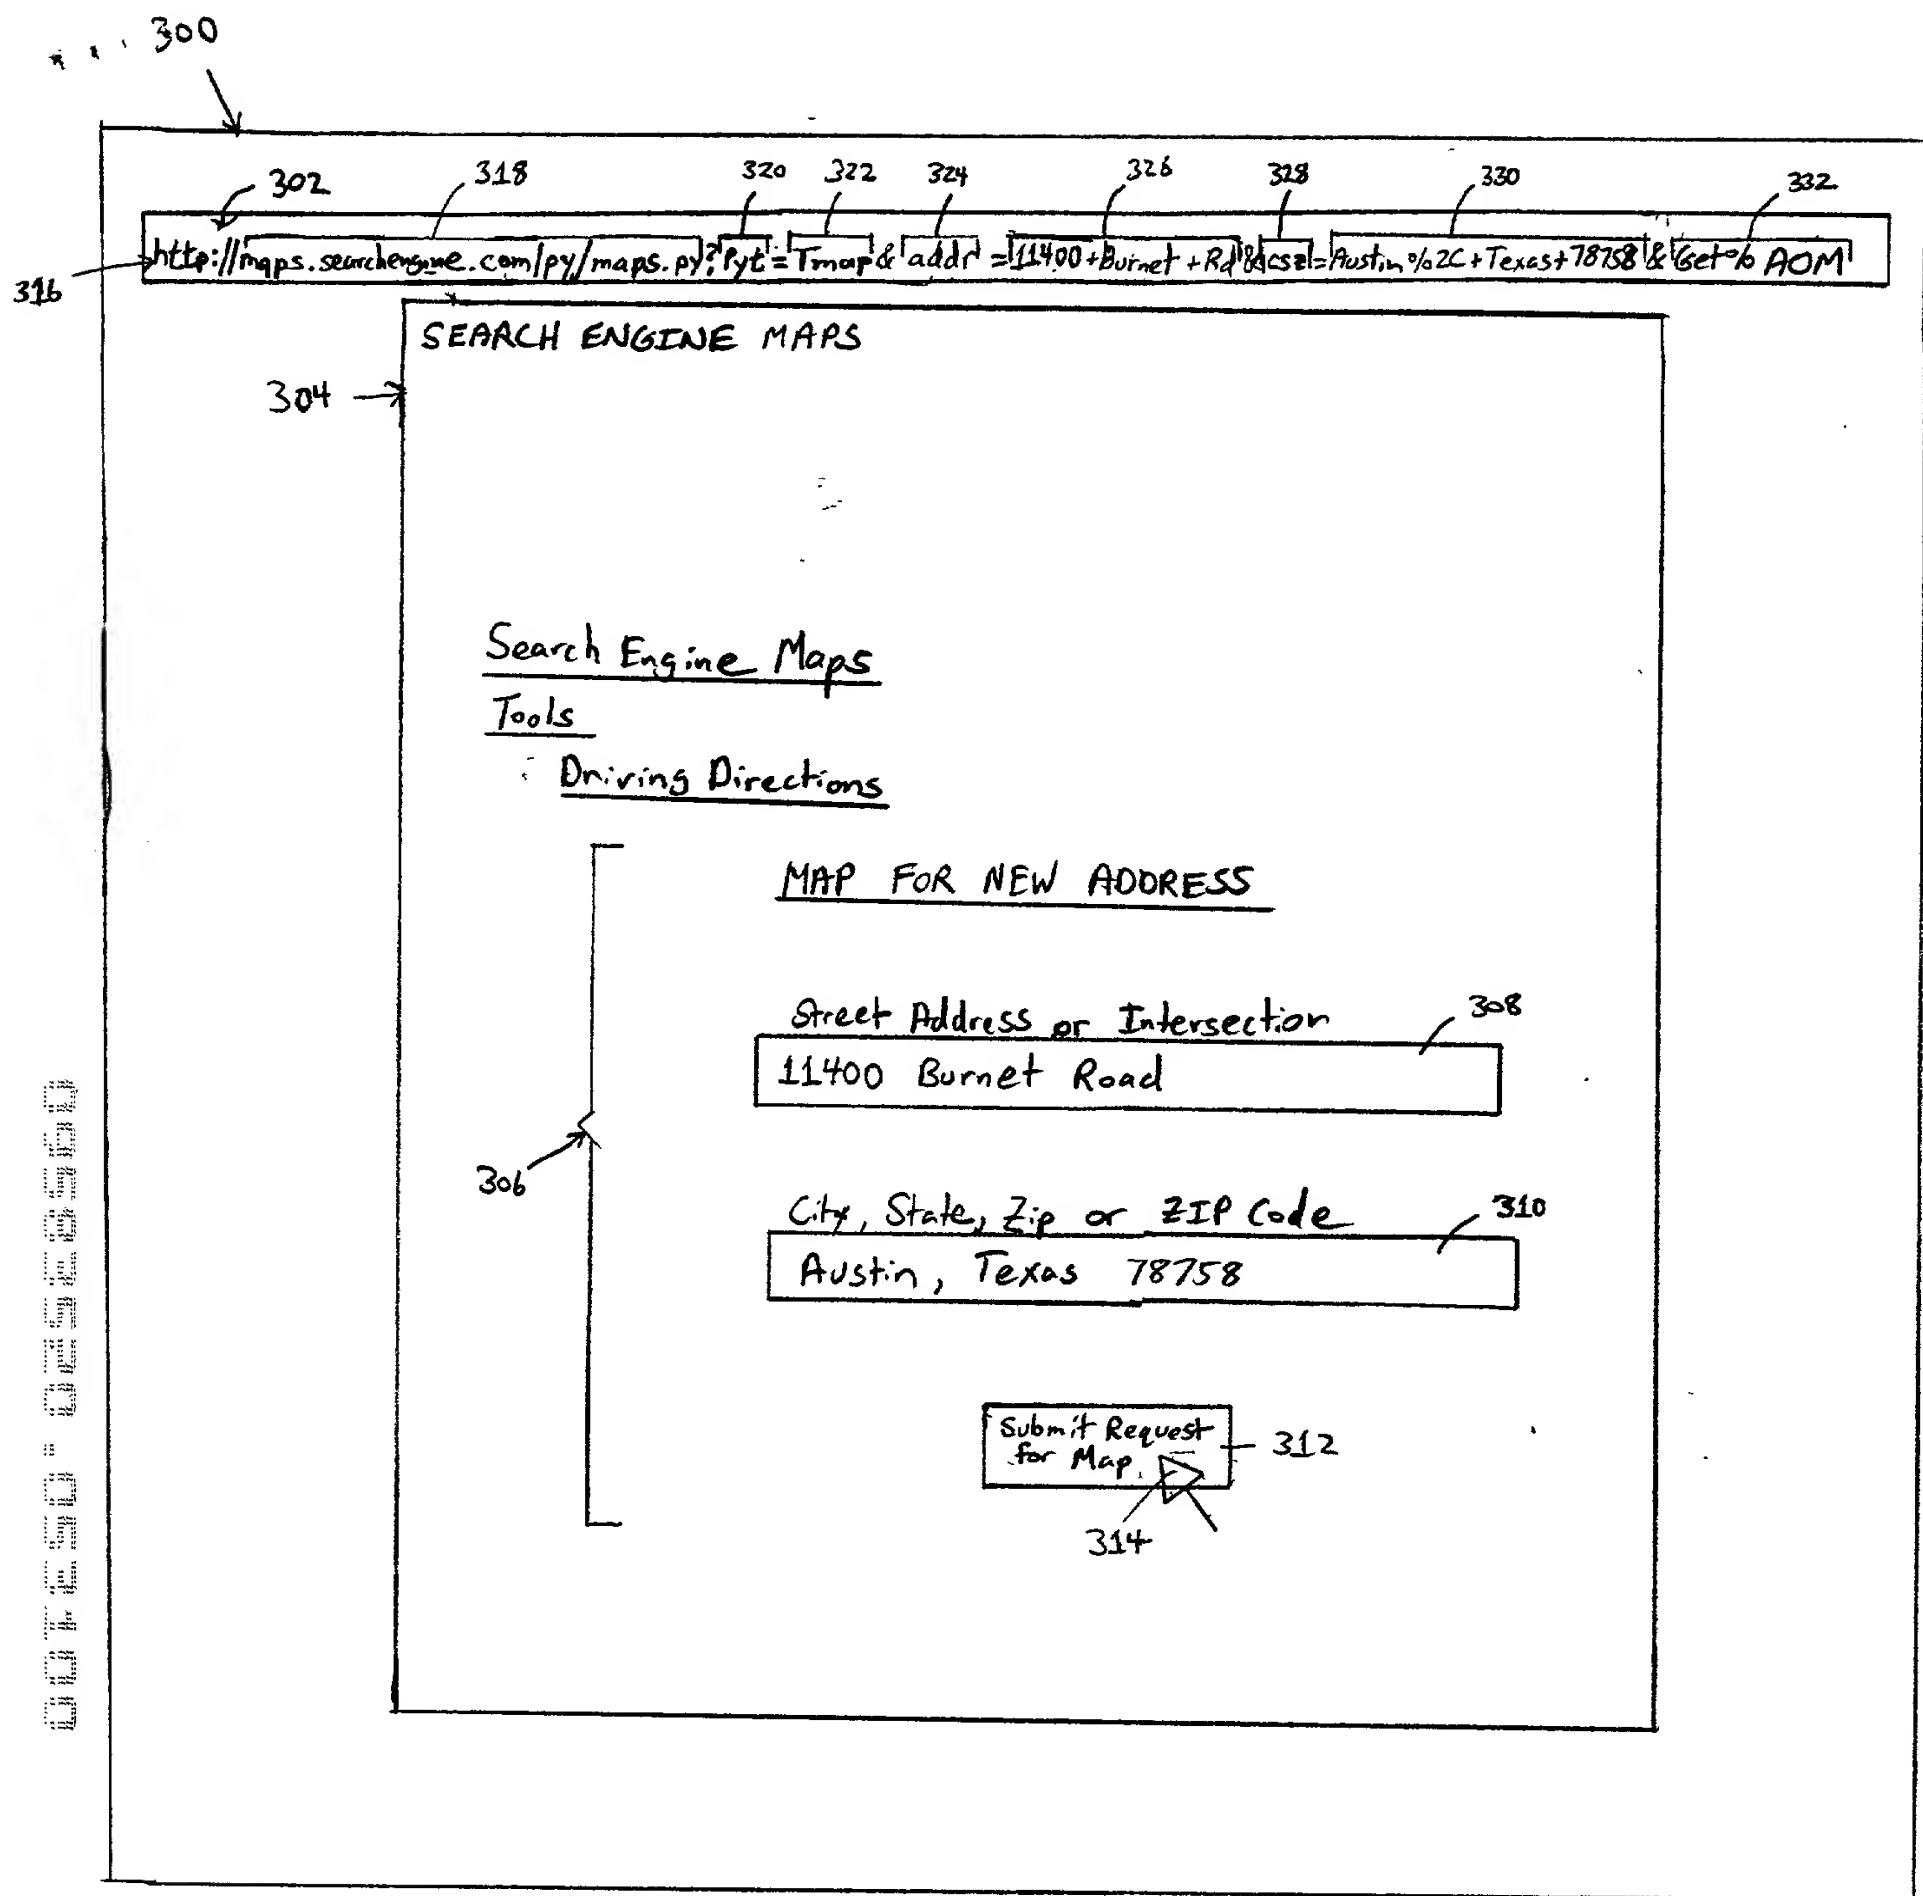 300
302 318 320 322 324 326 328 330 332
http://maps.searchengine.com/py/maps.py?Pyt=Tmap&addr=11400+Burnet+Rd&csz=Austin%2C+Texas+78758&Get%AOM
316
SEARCH ENGINE MAPS
304
Search Engine Maps
Tools
Driving Directions
MAP FOR NEW ADDRESS
308
Street Address or Intersection
11400 Burnet Road
306
310
City, State, Zip or ZIP Code
Austin, Texas 78758
Submit Request
for Map
312
314